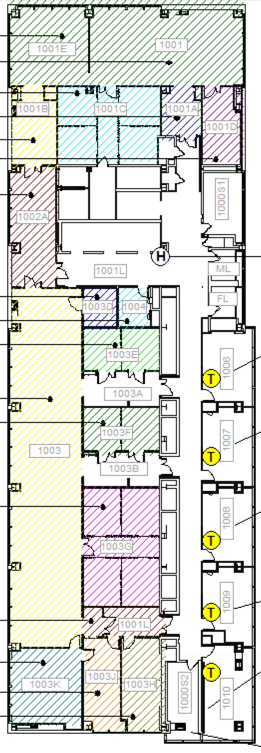 1001E
1001
1001B
1001C
1001A
1001D
1002A
1000S1
H
1001L
ML
FL
1003D
1004
1003E
1006
T
1003A
1003F
1007
T
1003
1003B
1008
T
1003G
1009
T
1001L
T
1003K
1003J
1003H
1000S2
1010